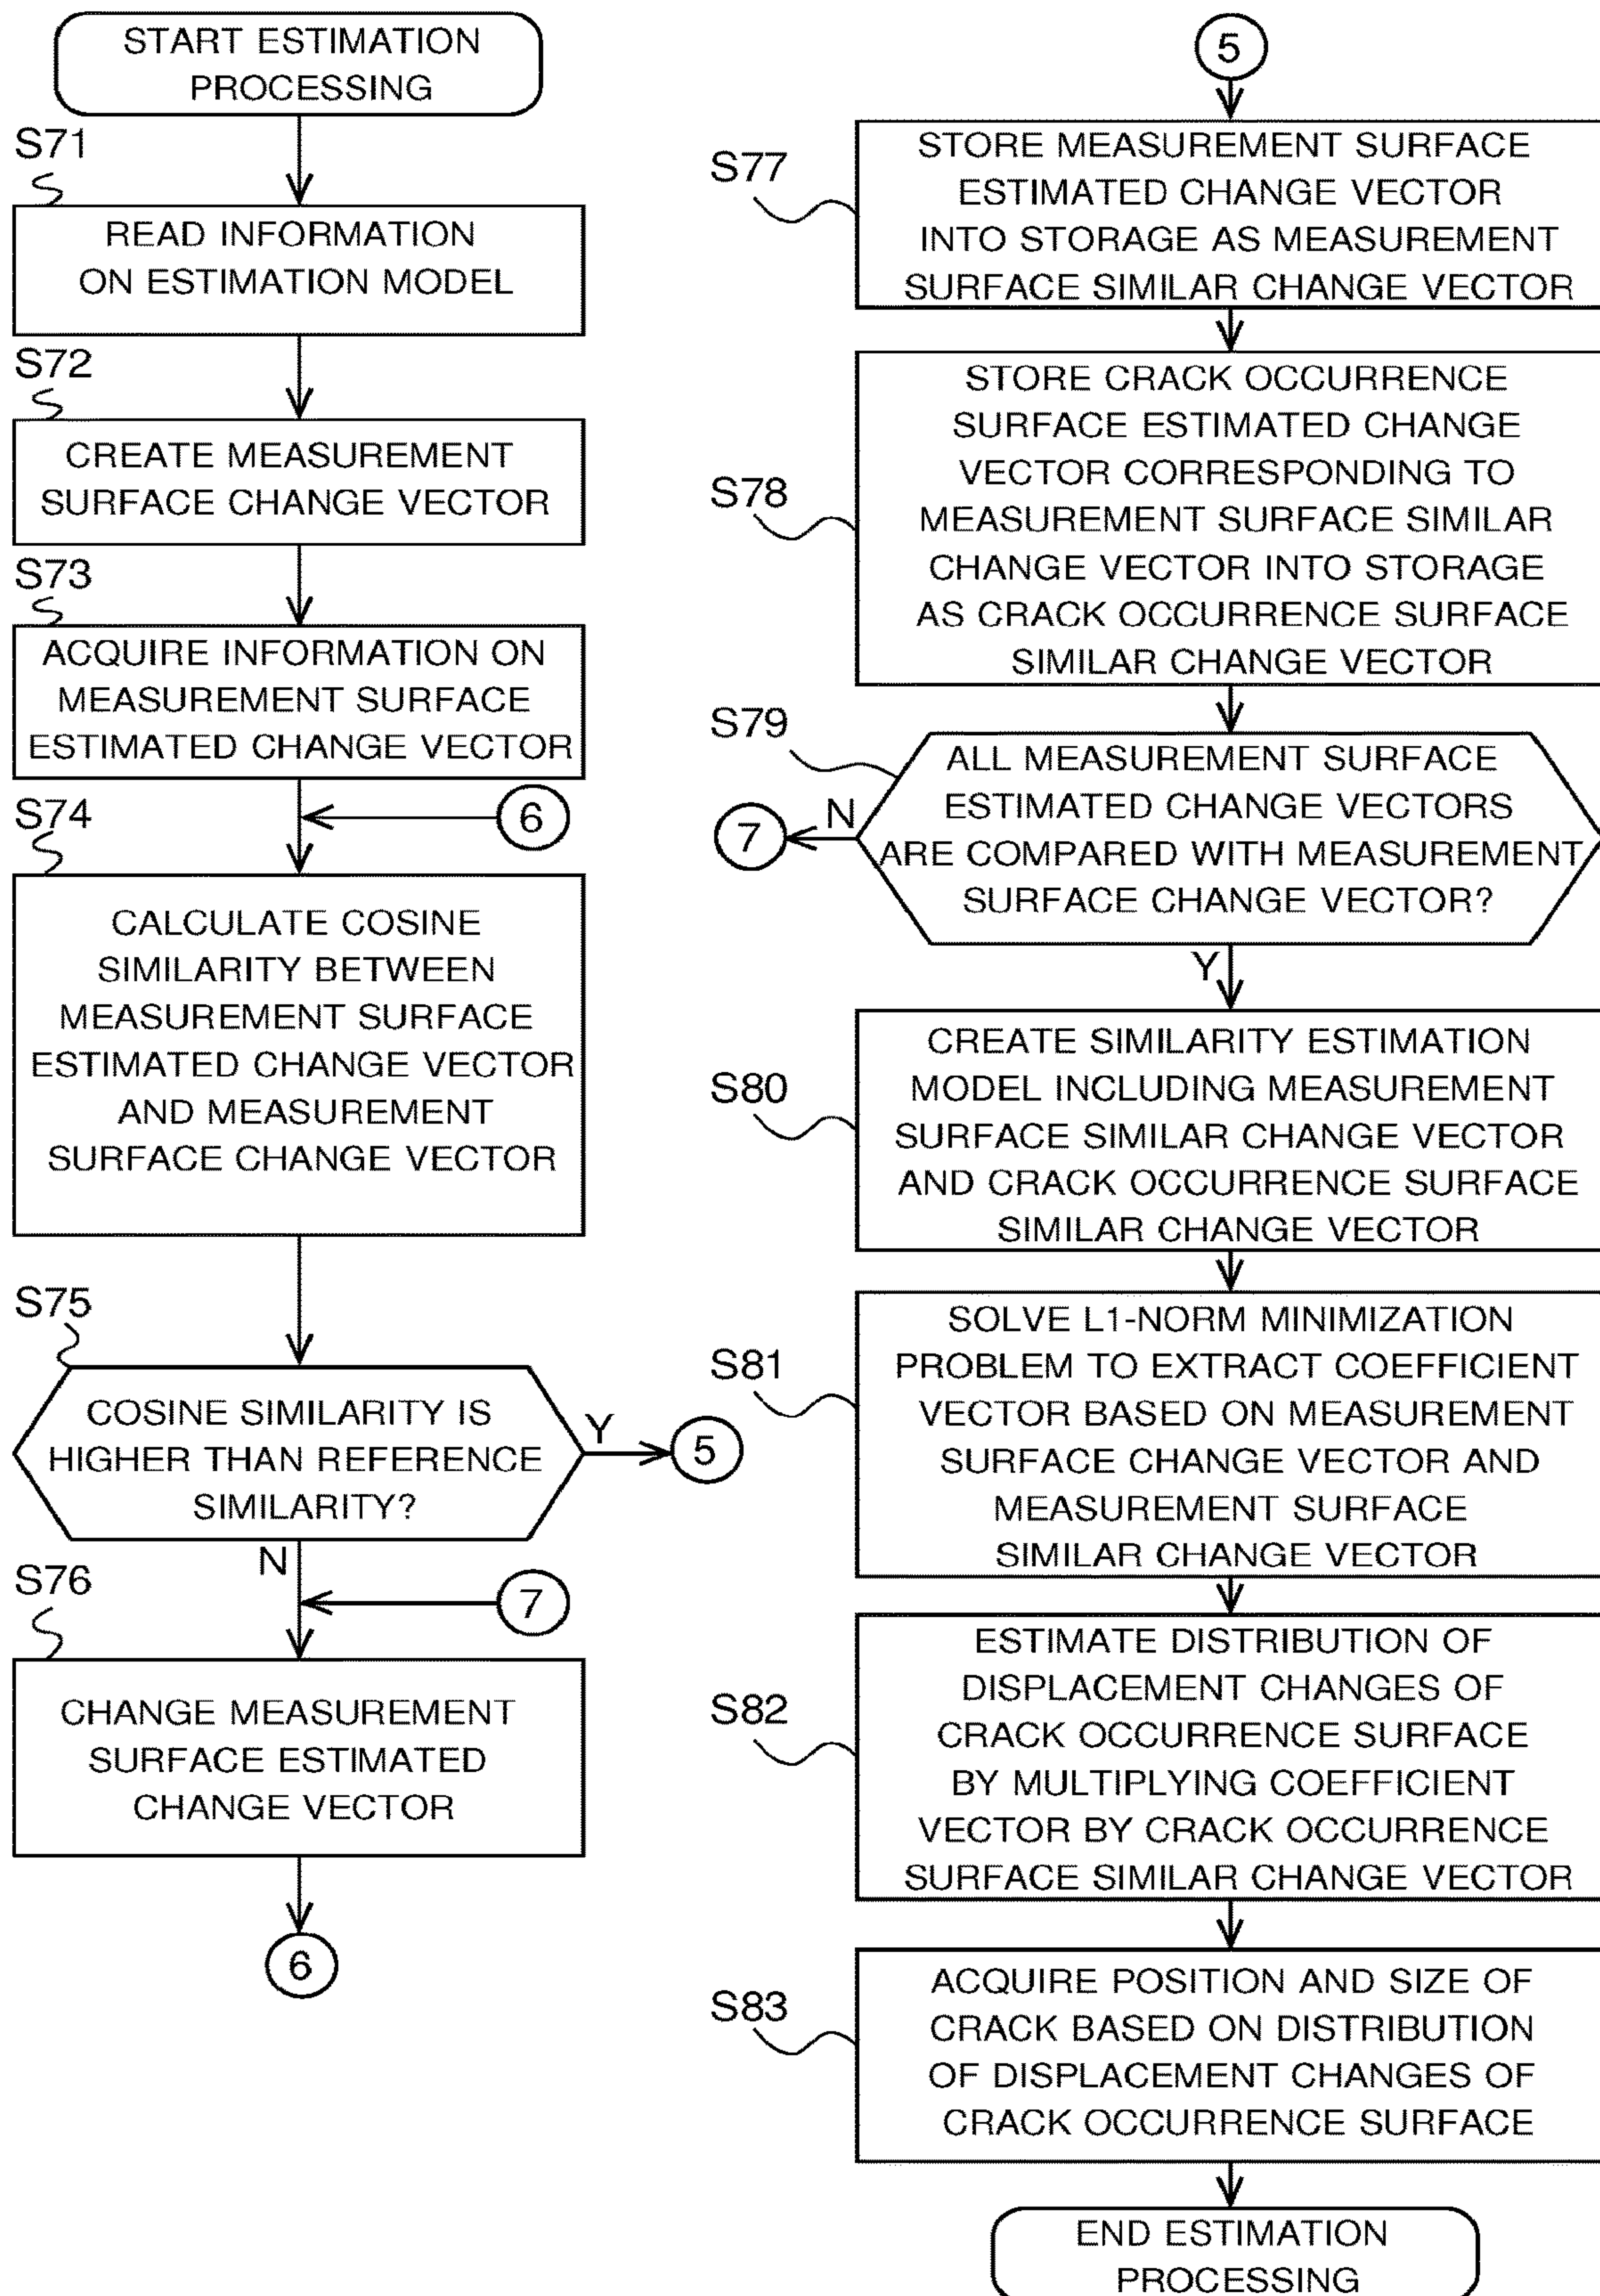 START ESTIMATION
PROCESSING
S71
READ INFORMATION
ON ESTIMATION MODEL
S72
CREATE MEASUREMENT
SURFACE CHANGE VECTOR
S73
ACQUIRE INFORMATION ON
MEASUREMENT SURFACE
ESTIMATED CHANGE VECTOR
6
S74
CALCULATE COSINE
SIMILARITY BETWEEN
MEASUREMENT SURFACE
ESTIMATED CHANGE VECTOR
AND MEASUREMENT
SURFACE CHANGE VECTOR
S75
COSINE SIMILARITY IS
HIGHER THAN REFERENCE
SIMILARITY?
Y
5
N
7
S76
CHANGE MEASUREMENT
SURFACE ESTIMATED
CHANGE VECTOR
6
5
S77
STORE MEASUREMENT SURFACE
ESTIMATED CHANGE VECTOR
INTO STORAGE AS MEASUREMENT
SURFACE SIMILAR CHANGE VECTOR
S78
STORE CRACK OCCURRENCE
SURFACE ESTIMATED CHANGE
VECTOR CORRESPONDING TO
MEASUREMENT SURFACE SIMILAR
CHANGE VECTOR INTO STORAGE
AS CRACK OCCURRENCE SURFACE
SIMILAR CHANGE VECTOR
S79
ALL MEASUREMENT SURFACE
ESTIMATED CHANGE VECTORS
ARE COMPARED WITH MEASUREMENT
SURFACE CHANGE VECTOR?
N
7
Y
S80
CREATE SIMILARITY ESTIMATION
MODEL INCLUDING MEASUREMENT
SURFACE SIMILAR CHANGE VECTOR
AND CRACK OCCURRENCE SURFACE
SIMILAR CHANGE VECTOR
S81
SOLVE L1-NORM MINIMIZATION
PROBLEM TO EXTRACT COEFFICIENT
VECTOR BASED ON MEASUREMENT
SURFACE CHANGE VECTOR AND
MEASUREMENT SURFACE
SIMILAR CHANGE VECTOR
S82
ESTIMATE DISTRIBUTION OF
DISPLACEMENT CHANGES OF
CRACK OCCURRENCE SURFACE
BY MULTIPLYING COEFFICIENT
VECTOR BY CRACK OCCURRENCE
SURFACE SIMILAR CHANGE VECTOR
S83
ACQUIRE POSITION AND SIZE OF
CRACK BASED ON DISTRIBUTION
OF DISPLACEMENT CHANGES OF
CRACK OCCURRENCE SURFACE
END ESTIMATION
PROCESSING